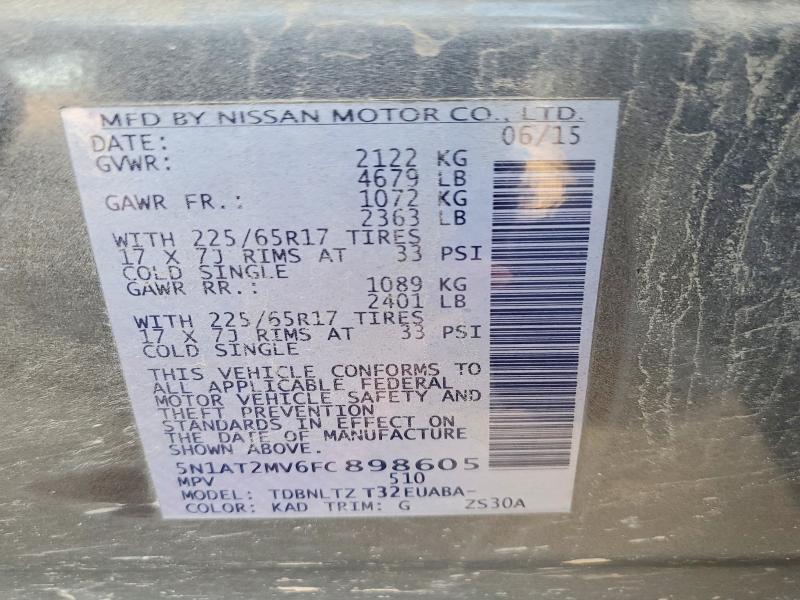 MFD BY NISSAN MOTOR CO., LTD.
DATE: 06/15
GVWR: 2122 KG
4679 LB
GAWR FR.: 1072 KG
2363 LB
WITH 225/65R17 TIRES
17 X 7J RIMS AT 33 PSI
COLD SINGLE
GAWR RR.: 1089 KG
2401 LB
WITH 225/65R17 TIRES
17 X 7J RIMS AT 33 PSI
COLD SINGLE
THIS VEHICLE CONFORMS TO
ALL APPLICABLE FEDERAL
MOTOR VEHICLE SAFETY AND
THEFT PREVENTION
STANDARDS IN EFFECT ON
THE DATE OF MANUFACTURE
SHOWN ABOVE.
5N1AT2MV6FC898605
MPV 510
MODEL: TDBNLTZ T32EUABA-
COLOR: KAD TRIM: G ZS30A